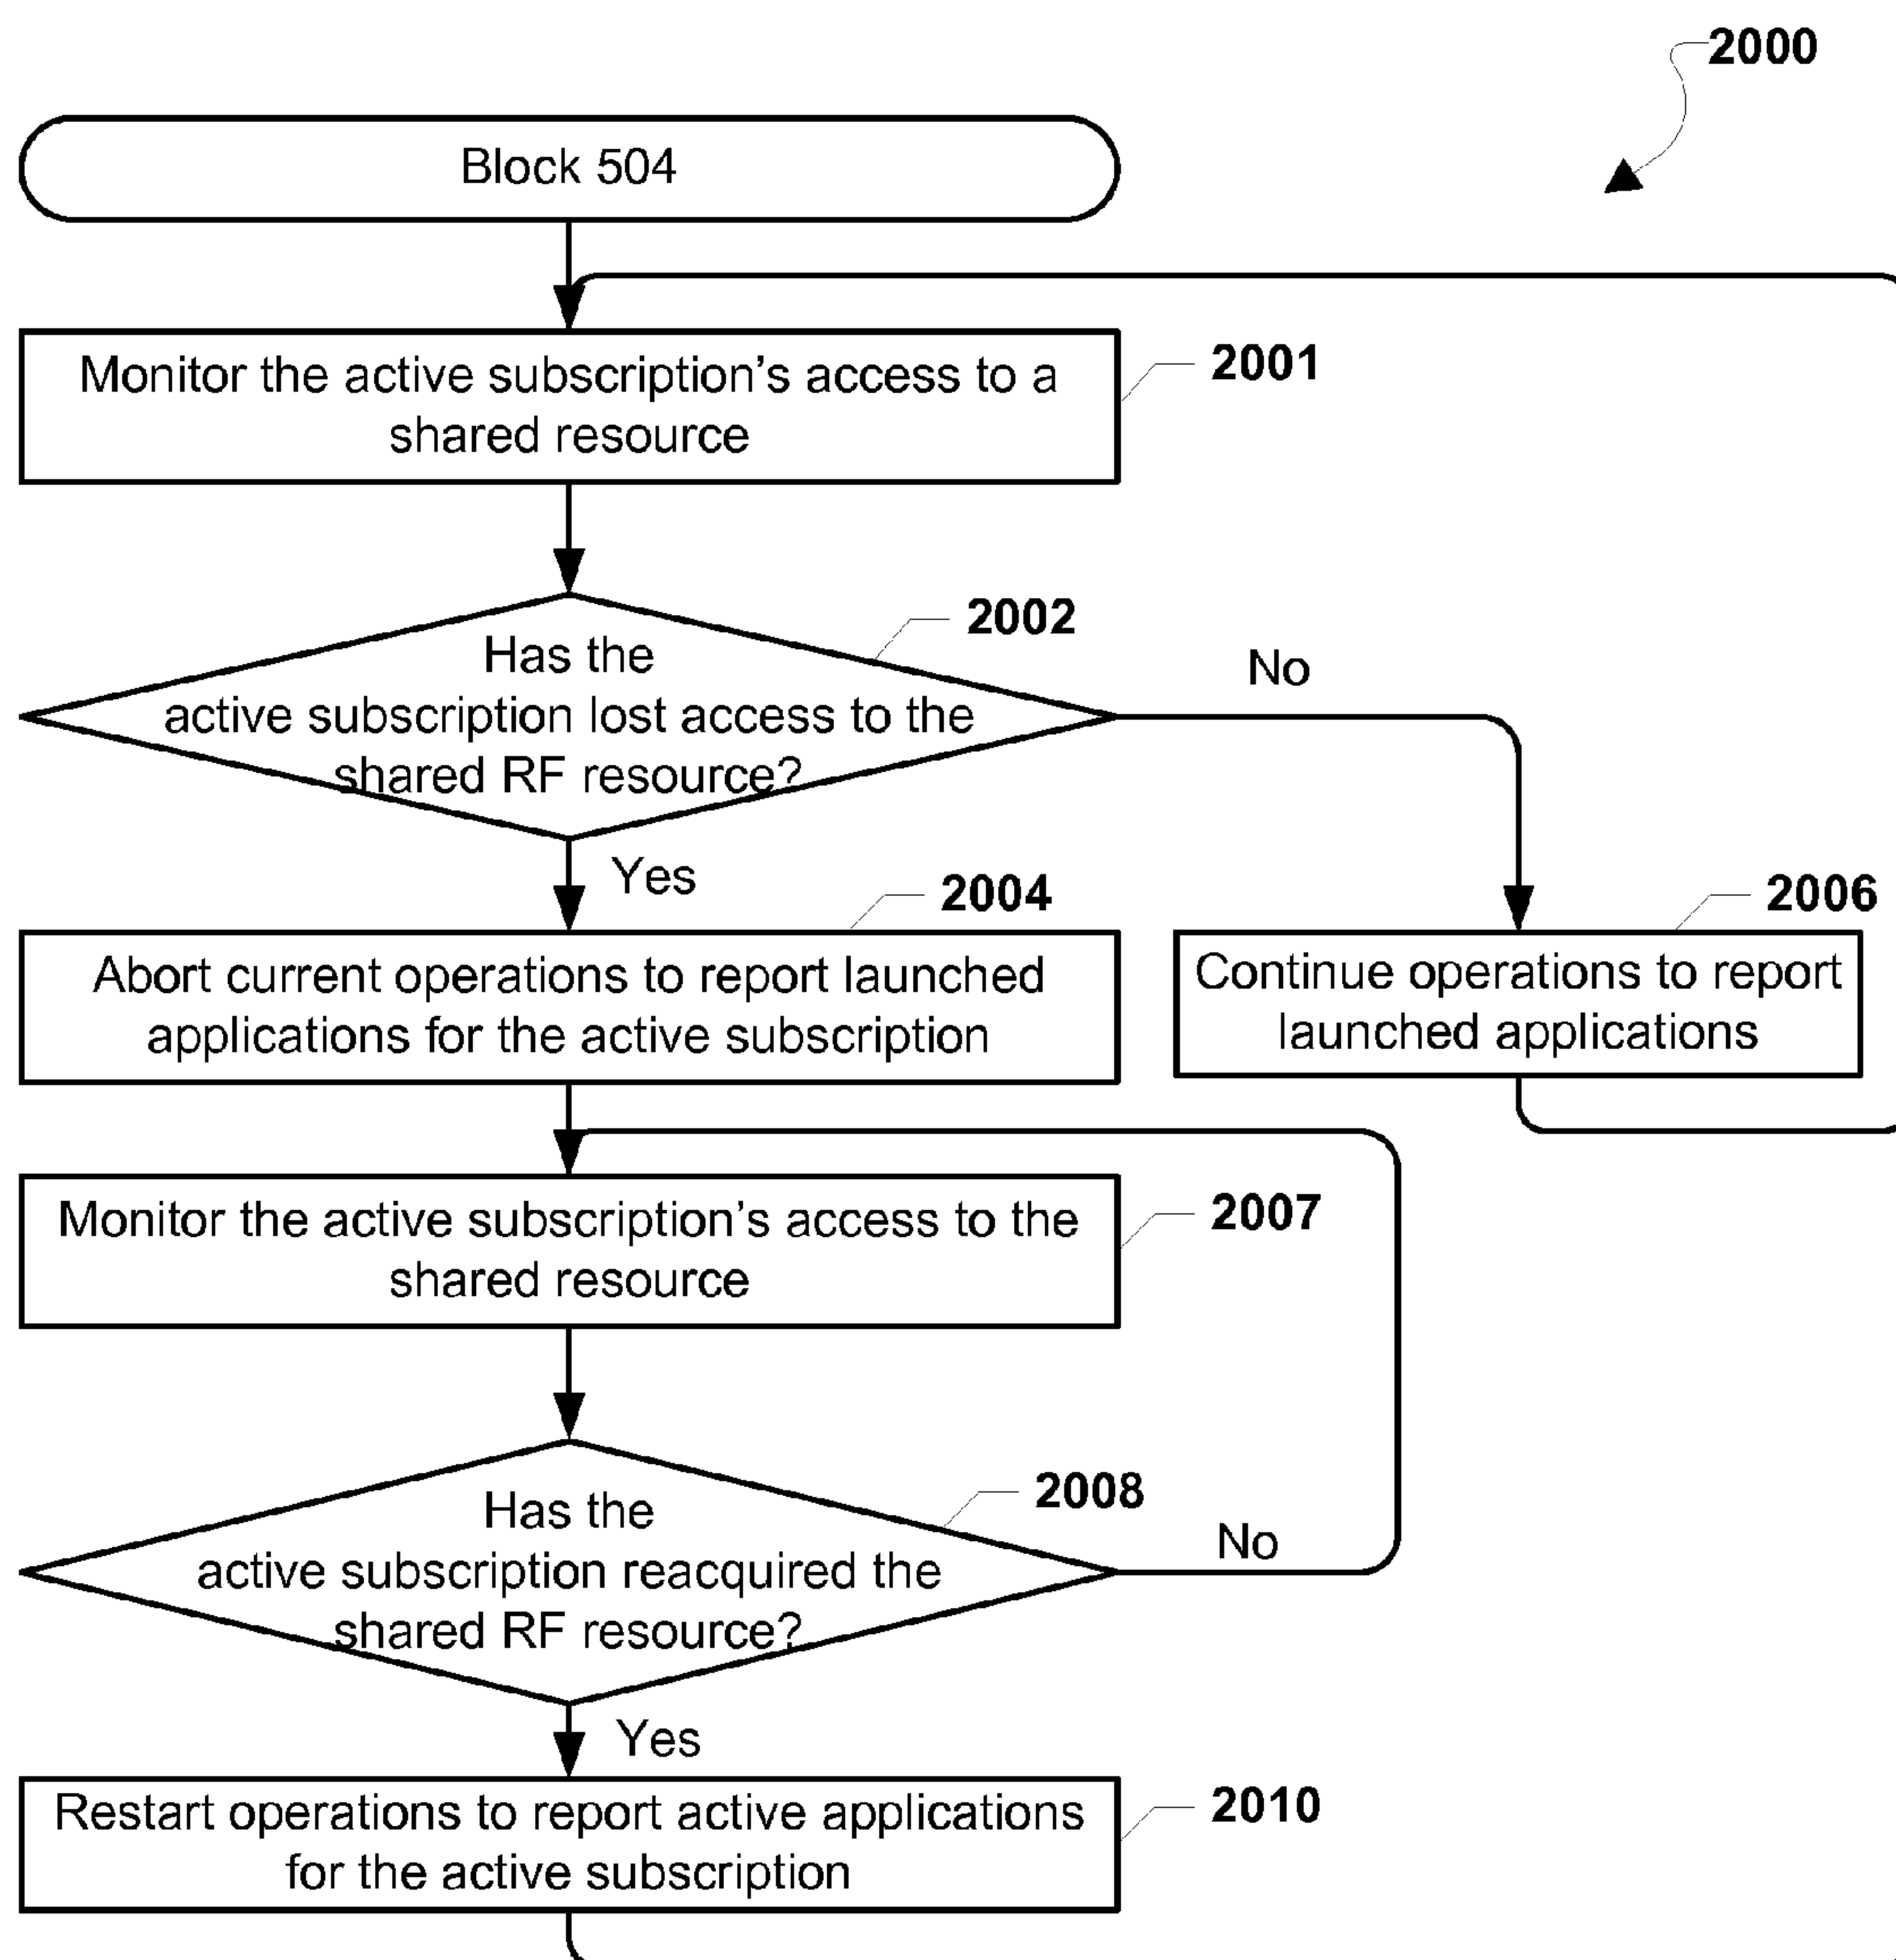 2000
Block 504
Monitor the active subscription's access to a
shared resource
2001
2002
Has the
active subscription lost access to the
shared RF resource?
No
Yes
2004
2006
Abort current operations to report launched
applications for the active subscription
Continue operations to report
launched applications
Monitor the active subscription's access to the
shared resource
2007
2008
Has the
active subscription reacquired the
shared RF resource?
No
Yes
Restart operations to report active applications
for the active subscription
2010